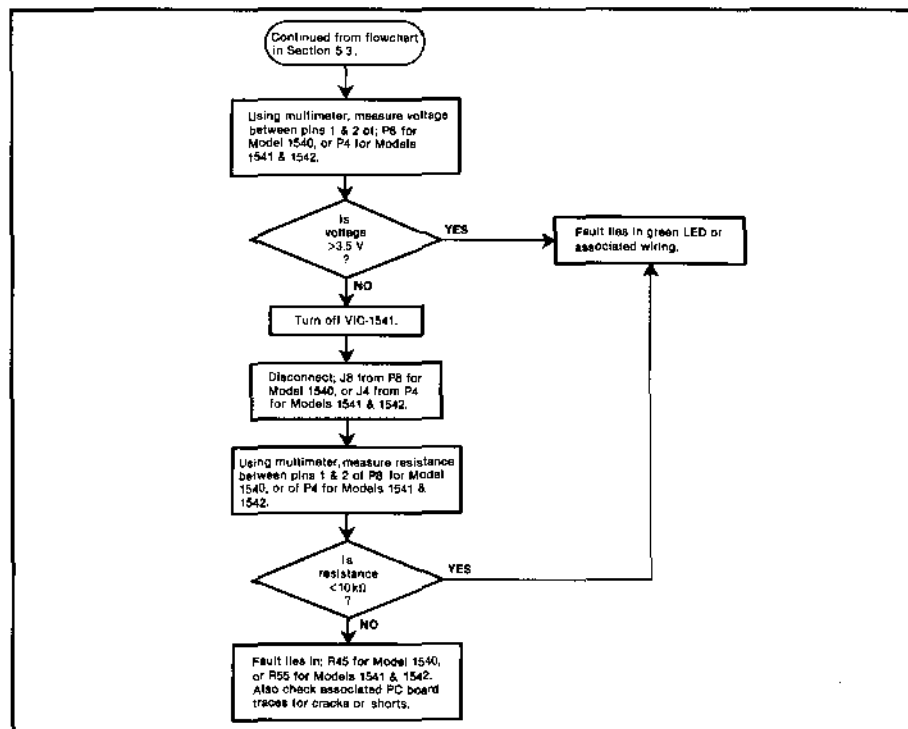 Continued from flowchart
in Section 5.3.
Using multimeter, measure voltage
between pins 1 & 2 of; P8 for
Model 1540, or P4 for Models
1541 & 1542.
Is
voltage
>3.5 V
?
YES
Fault lies in green LED or
associated wiring.
NO
Turn off VIC-1541.
Disconnect; J8 from P8 for
Model 1540, or J4 from P4
for Models 1541 & 1542.
Using multimeter, measure resistance
between pins 1 & 2 of P8 for Model
1540, or of P4 for Models 1541 &
1542.
Is
resistance
<10kΩ
?
YES
NO
Fault lies in; R45 for Model 1540,
or R55 for Models 1541 & 1542.
Also check associated PC board
traces for cracks or shorts.